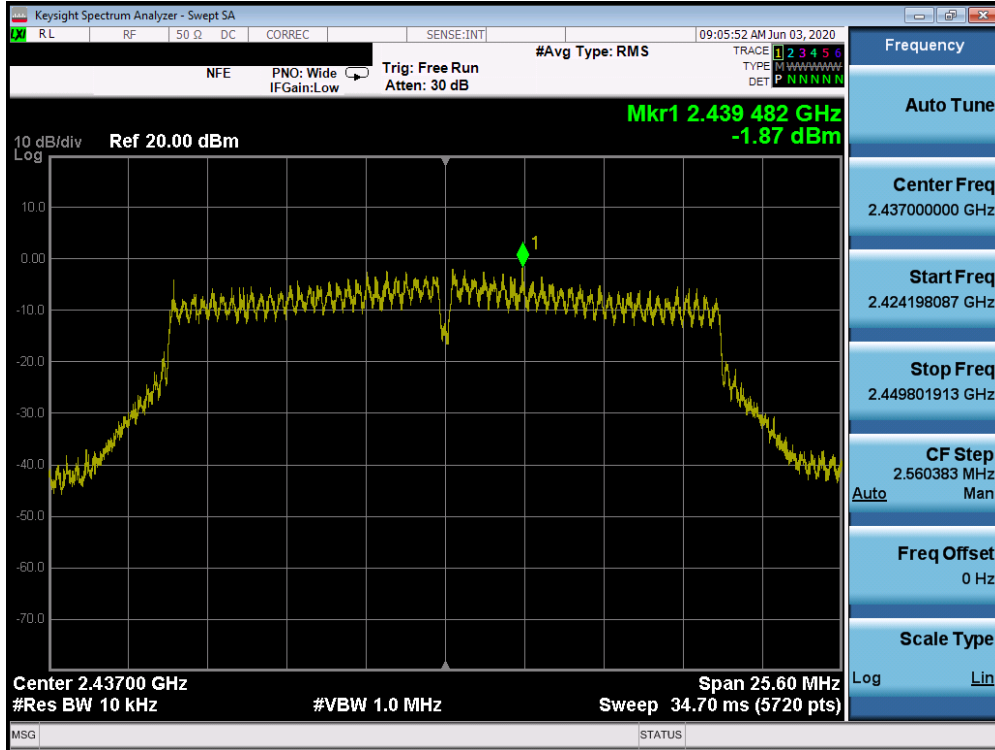 Keysight Spectrum Analyzer - Swept SA
LXI RL RF 50 Ω DC CORREC SENSE:INT 09:05:52 AM Jun 03, 2020
#Avg Type: RMS TRACE 1 2 3 4 5 6
NFE PNO: Wide Trig: Free Run TYPE M WWWWW
IFGain:Low Atten: 30 dB DET P N N N N N
Mkr1 2.439 482 GHz
-1.87 dBm
10 dB/div Ref 20.00 dBm
Log
10.0
1
0.00
-10.0
-20.0
-30.0
-40.0
-50.0
-60.0
-70.0
Center 2.43700 GHz Span 25.60 MHz
#Res BW 10 kHz #VBW 1.0 MHz Sweep 34.70 ms (5720 pts)
MSG STATUS
Frequency
Auto Tune
Center Freq
2.437000000 GHz
Start Freq
2.424198087 GHz
Stop Freq
2.449801913 GHz
CF Step
2.560383 MHz
Auto Man
Freq Offset
0 Hz
Scale Type
Log Lin